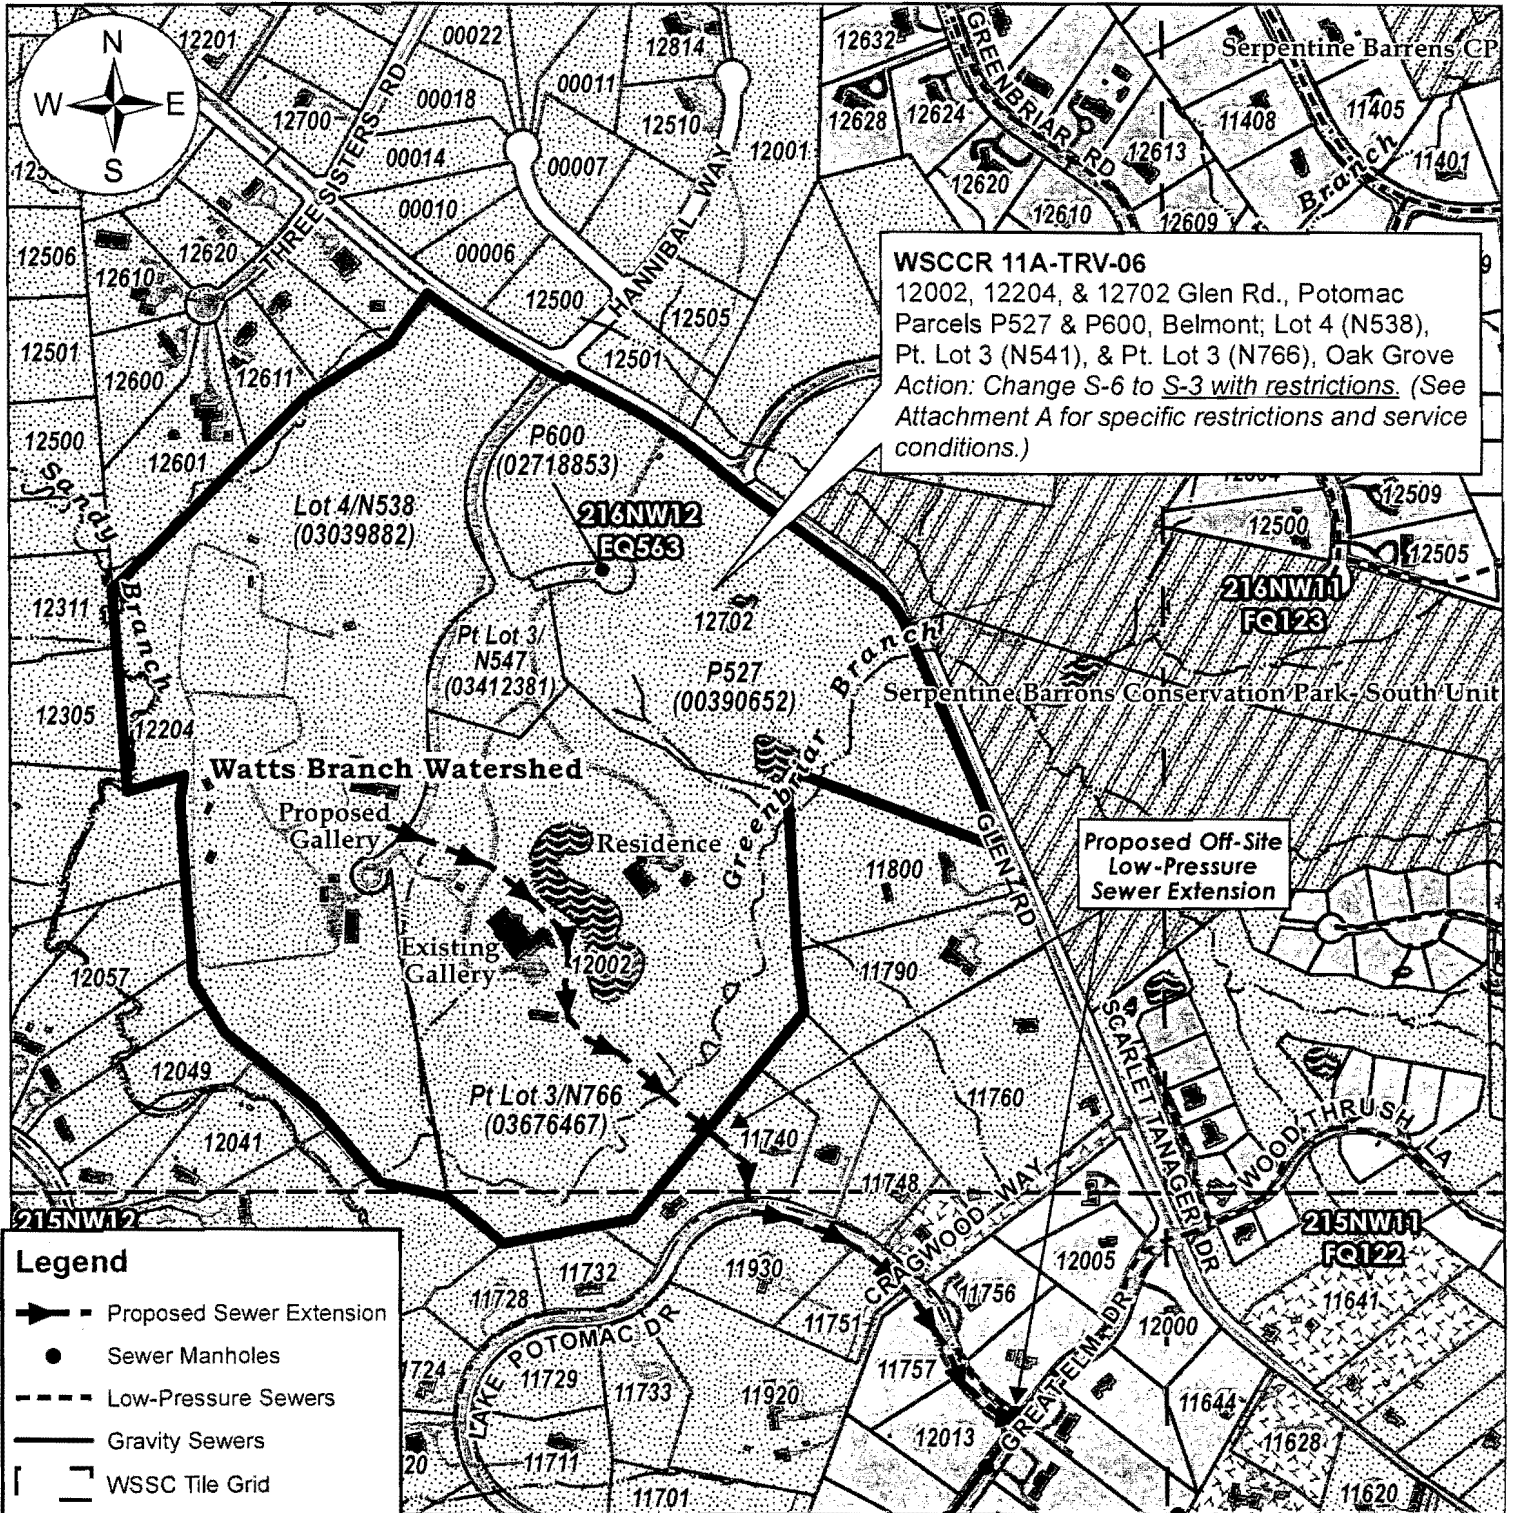 N
W E
S
12201
00022
12814
12632
GREENBRIAR RD
Serpentine Barrens CP
12700
THREE SISTERS RD
00018
00011
12510
12628
12624
11408
11405
00014
00007
HANNIBAL WAY
12001
12613
11401
12620
Branch
00010
12610
12609
12506
12620
00006
12610
12500
12505
12501
12501
12600
12611
WSCCR 11A-TRV-06
12002, 12204, & 12702 Glen Rd., Potomac
Parcels P527 & P600, Belmont; Lot 4 (N538),
Pt. Lot 3 (N541), & Pt. Lot 3 (N766), Oak Grove
Action: Change S-6 to S-3 with restrictions. (See
Attachment A for specific restrictions and service
conditions.)
12500
12601
P600
(02718853)
Sandy
Branch
Lot 4/N538
(03039882)
216NW12
EQ563
12509
12500
12505
12311
216NW11
FQ123
12702
Pt Lot 3/
N547
(03412381)
P527
(00390652)
Greenbriar Branch
Serpentine Barrons Conservation Park- South Unit
12305
12204
Watts Branch Watershed
Proposed
Gallery
Residence
GLEN RD
Proposed Off-Site
Low-Pressure
Sewer Extension
11800
Existing
Gallery
12002
11790
12057
SCARLET TANAGER DR
12049
Pt Lot 3/N766
(03676467)
11760
WOOD THRUSH LA
12041
11740
11748
CRAGWOOD WAY
215NW12
215NW11
FQ122
12005
11732
11930
11756
11728
11641
11751
LAKE POTOMAC DR
GREAT ELM DR
12000
11729
11757
11733
11920
11644
12013
11628
11711
11701
11620
Legend
Proposed Sewer Extension
Sewer Manholes
Low-Pressure Sewers
Gravity Sewers
WSSC Tile Grid